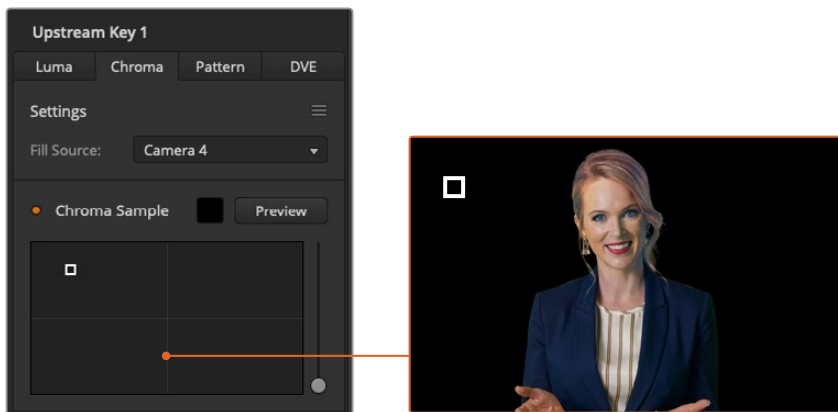 Upstream Key 1
Luma Chroma Pattern DVE
Settings
Fill Source: Camera 4
Chroma Sample Preview